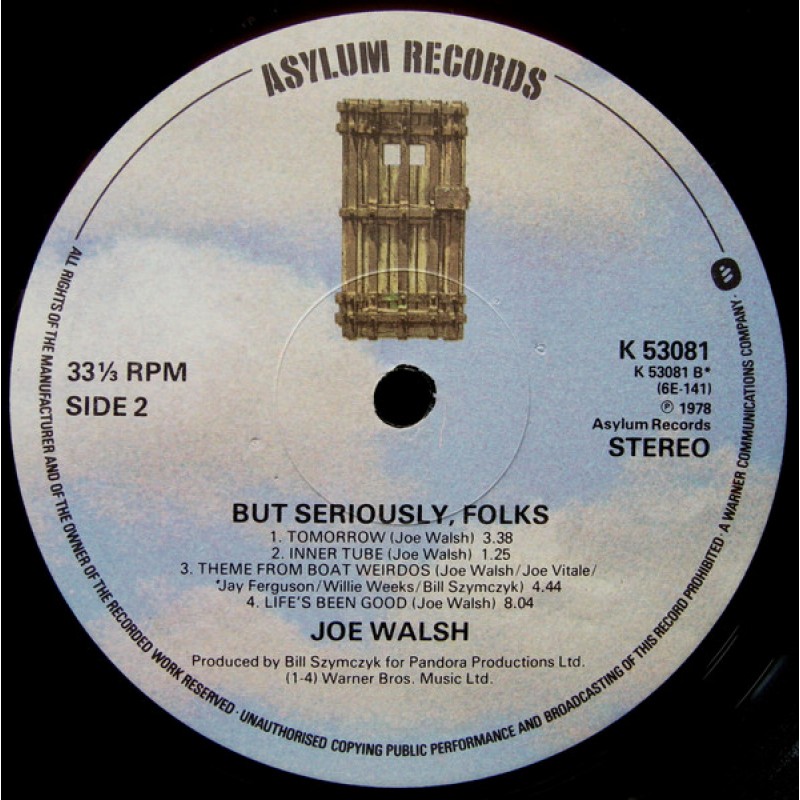 ASYLUM RECORDS
33⅓ RPM
SIDE 2
K 53081
K 53081 B*
(6E-141)
℗ 1978
Asylum Records
STEREO
BUT SERIOUSLY, FOLKS
1. TOMORROW (Joe Walsh) 3.38
2. INNER TUBE (Joe Walsh) 1.25
3. THEME FROM BOAT WEIRDOS (Joe Walsh/Joe Vitale/
*Jay Ferguson/Willie Weeks/Bill Szymczyk) 4.44
4. LIFE'S BEEN GOOD (Joe Walsh) 8.04
JOE WALSH
Produced by Bill Szymczyk for Pandora Productions Ltd.
(1-4) Warner Bros. Music Ltd.
ALL RIGHTS OF THE MANUFACTURER AND OF THE OWNER OF THE RECORDED WORK RESERVED · UNAUTHORISED COPYING PUBLIC PERFORMANCE AND BROADCASTING OF THIS RECORD PROHIBITED · A WARNER COMMUNICATIONS COMPANY ·